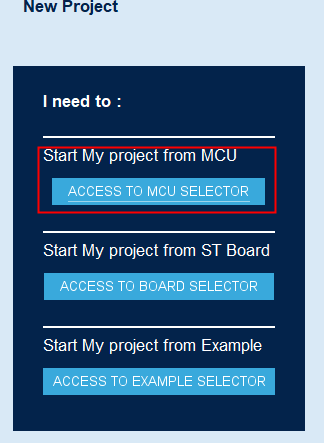 New Project
I need to :
Start My project from MCU
ACCESS TO MCU SELECTOR
Start My project from ST Board
ACCESS TO BOARD SELECTOR
Start My project from Example
ACCESS TO EXAMPLE SELECTOR